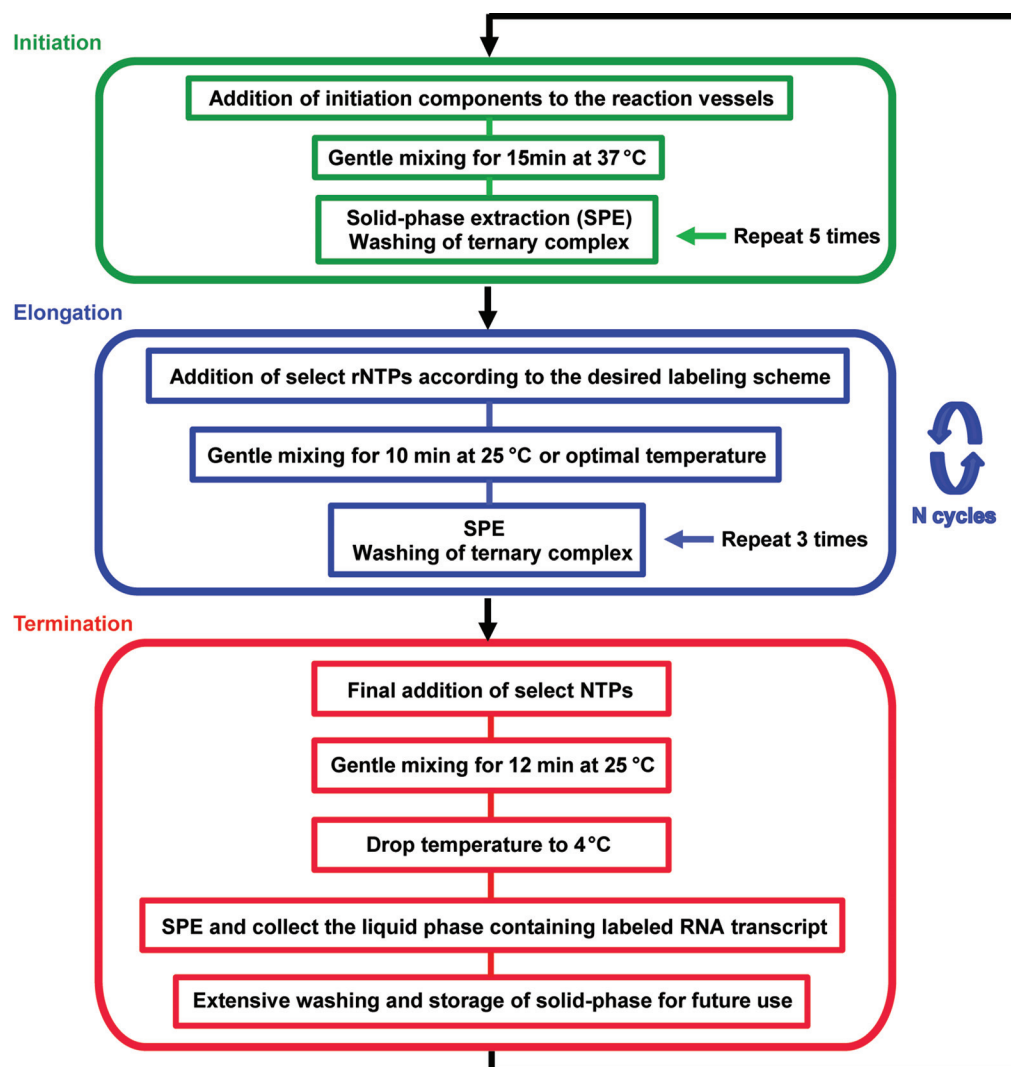 Initiation
Addition of initiation components to the reaction vessels
Gentle mixing for 15min at 37 °C
Solid-phase extraction (SPE)
Washing of ternary complex
Repeat 5 times
Elongation
Addition of select rNTPs according to the desired labeling scheme
Gentle mixing for 10 min at 25 °C or optimal temperature
SPE
Washing of ternary complex
Repeat 3 times
N cycles
Termination
Final addition of select NTPs
Gentle mixing for 12 min at 25 °C
Drop temperature to 4 °C
SPE and collect the liquid phase containing labeled RNA transcript
Extensive washing and storage of solid-phase for future use